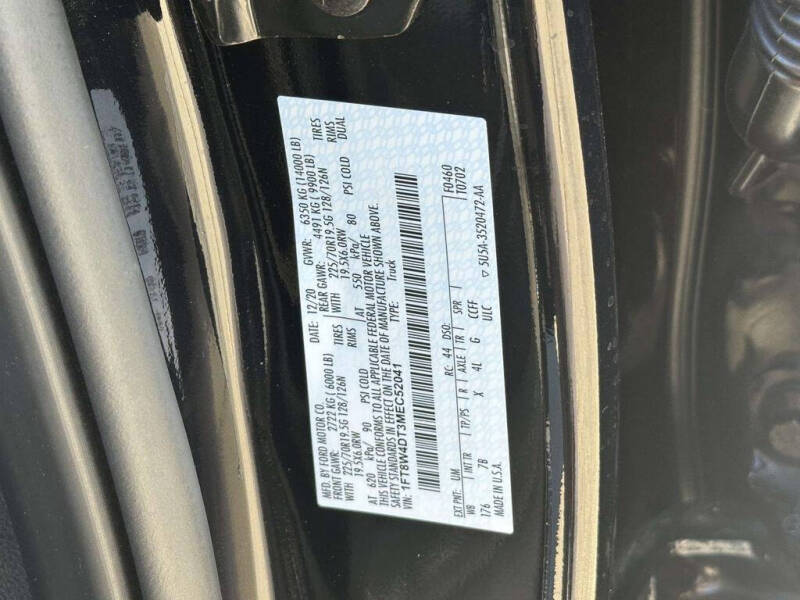 MFD. BY FORD MOTOR CO.
DATE: 12/20 GVWR: 6350 KG (14000 LB)
FRONT GAWR: 2722 KG ( 6000 LB) REAR GAWR: 4491 KG ( 9900 LB)
WITH 225/70R19.5G 128/126N TIRES WITH 225/70R19.5G 128/126N TIRES
19.5X6.0RW RIMS 19.5X6.0RW RIMS
AT 620 kPa/ 90 PSI COLD AT 550 kPa/ 80 PSI COLD DUAL
THIS VEHICLE CONFORMS TO ALL APPLICABLE FEDERAL MOTOR VEHICLE
SAFETY STANDARDS IN EFFECT ON THE DATE OF MANUFACTURE SHOWN ABOVE.
VIN: 1FT8W4DT3MEC52041 TYPE: Truck
F0460
T0702
EXT PNT: UM RC: 44 DSO:
WB INT TR TP/PS R AXLE TR SPR
176 7B X 4L G CCFF
MADE IN U.S.A. ULC
5U5A-3520472-AA